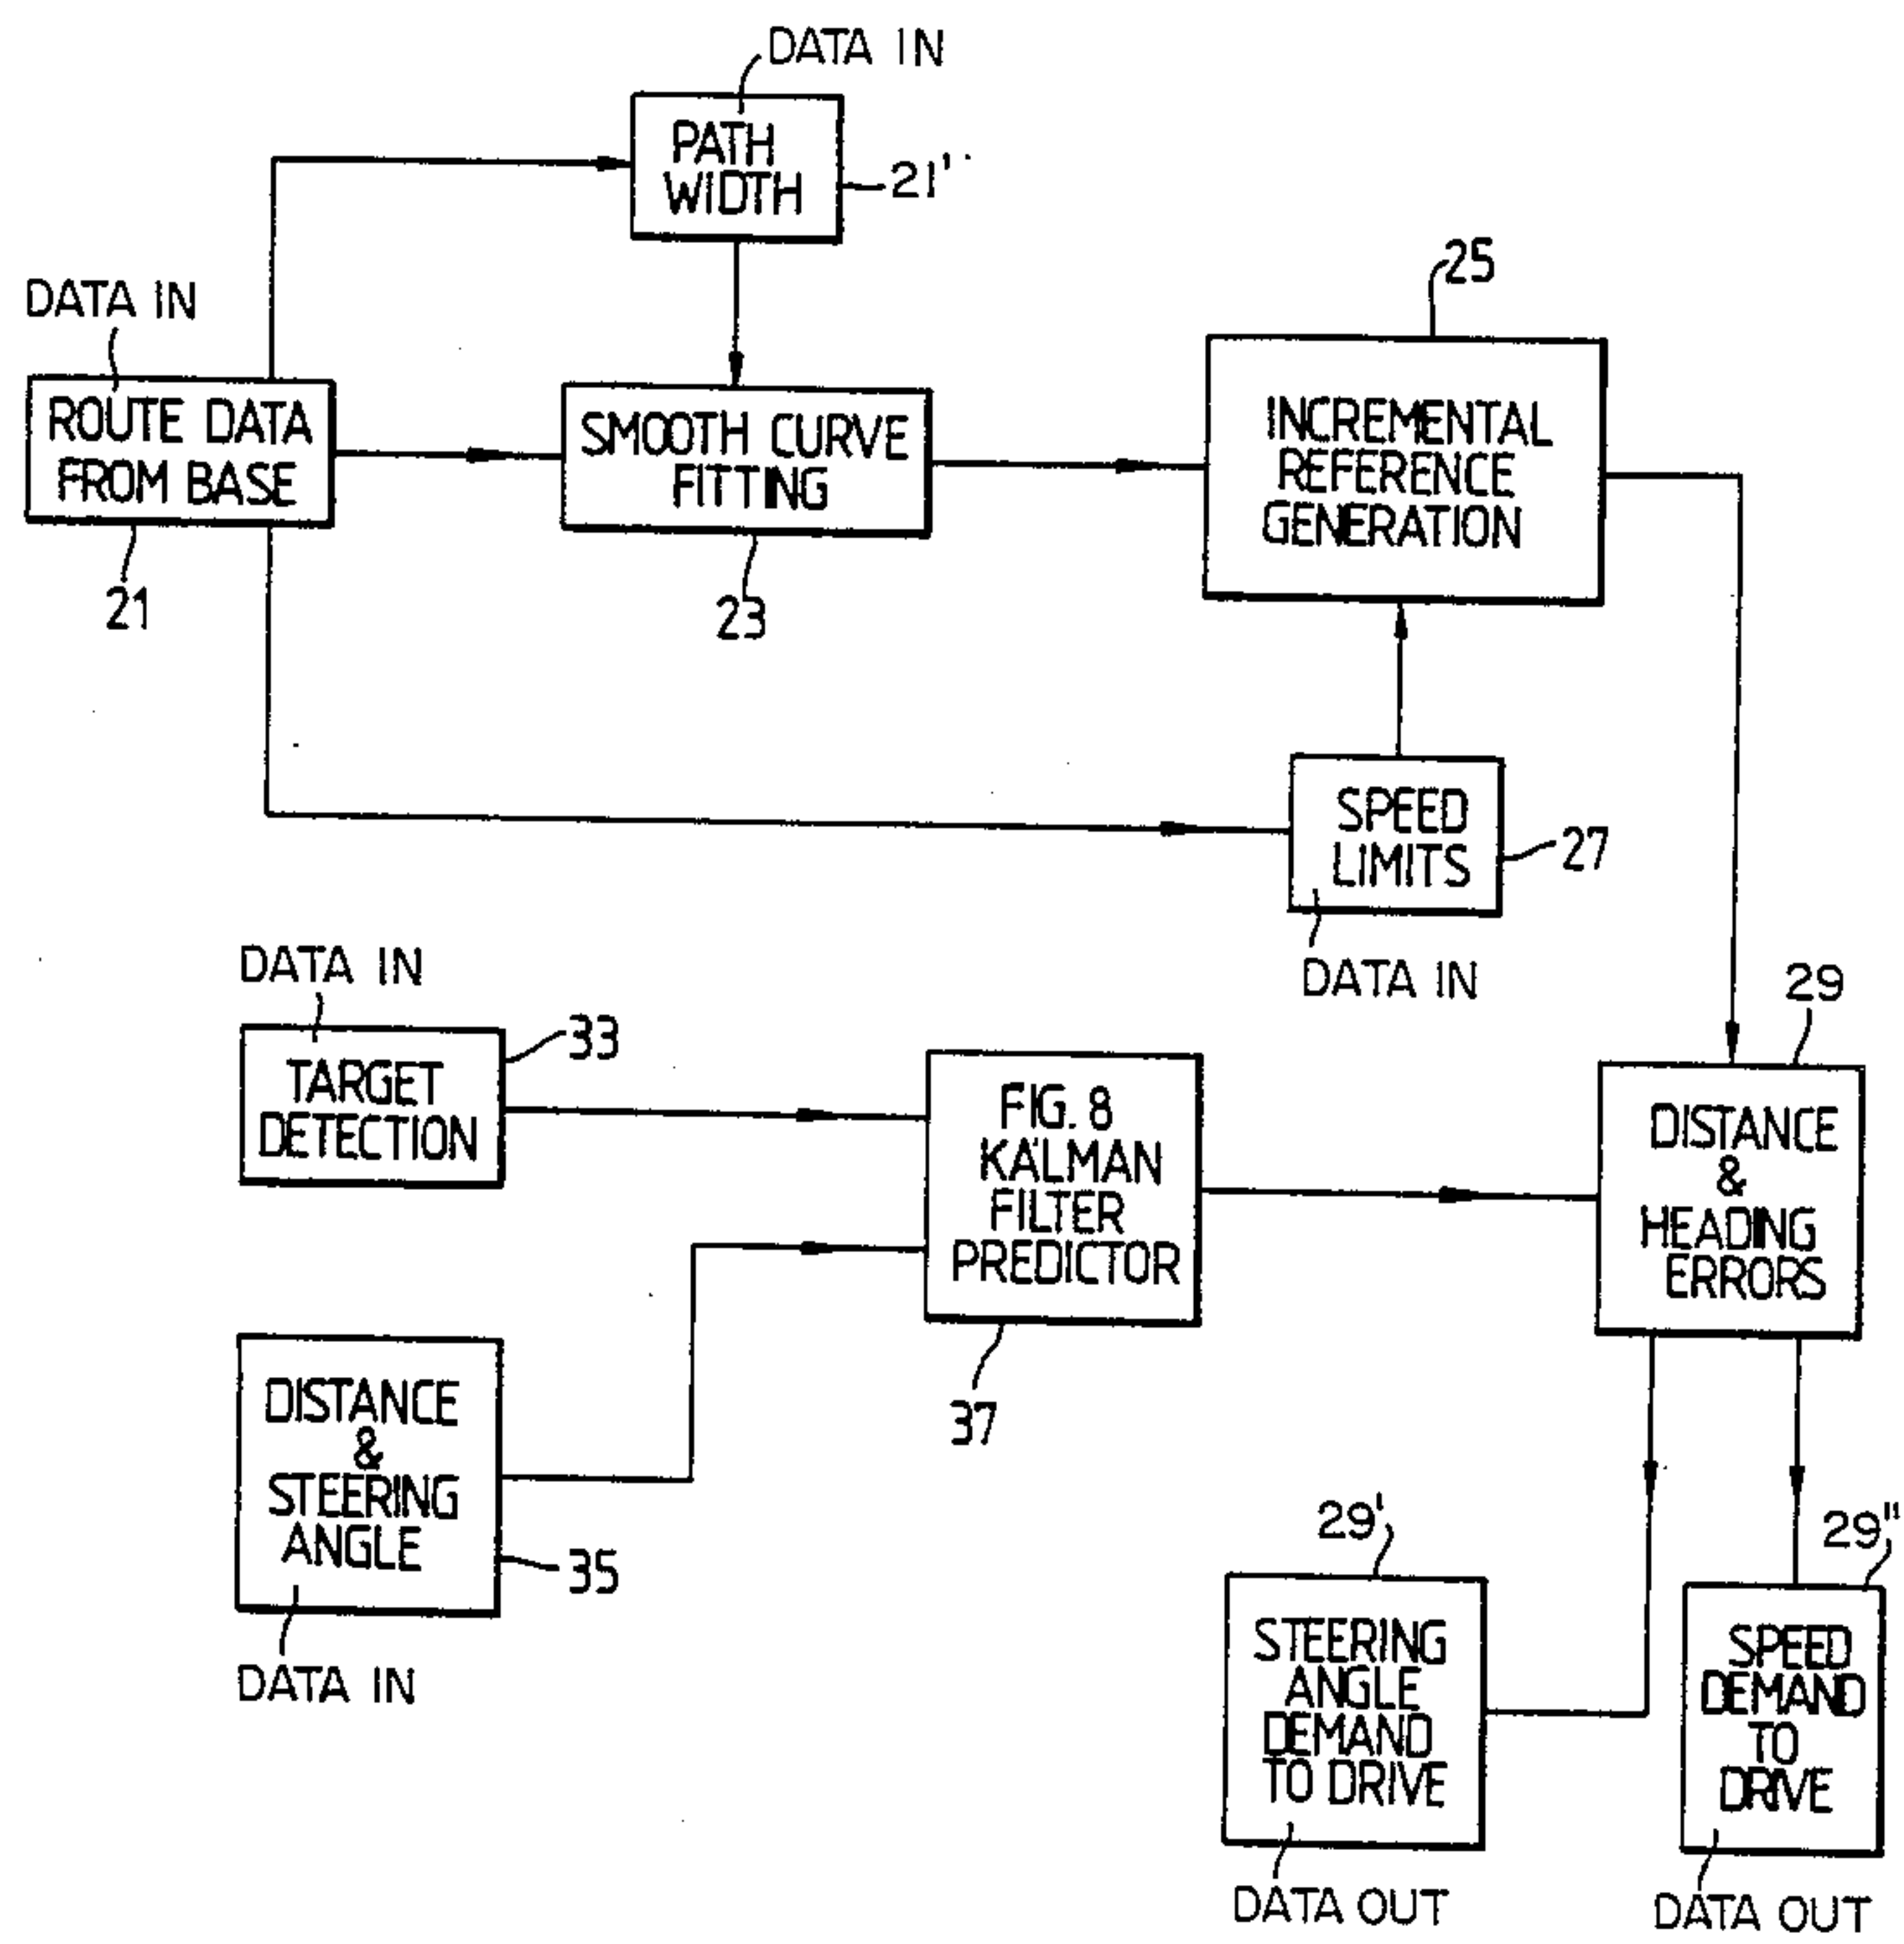 DATA IN
PATH
WIDTH
21'
DATA IN
ROUTE DATA
FROM BASE
21
SMOOTH CURVE
FITTING
23
25
INCREMENTAL
REFERENCE
GENERATION
SPEED
LIMITS
27
DATA IN
DATA IN
TARGET
DETECTION
33
FIG. 8
KALMAN
FILTER
PREDICTOR
37
29
DISTANCE
&
HEADING
ERRORS
DISTANCE
&
STEERING
ANGLE
35
DATA IN
29'
STEERING
ANGLE
DEMAND
TO DRIVE
DATA OUT
29"
SPEED
DEMAND
TO
DRIVE
DATA OUT